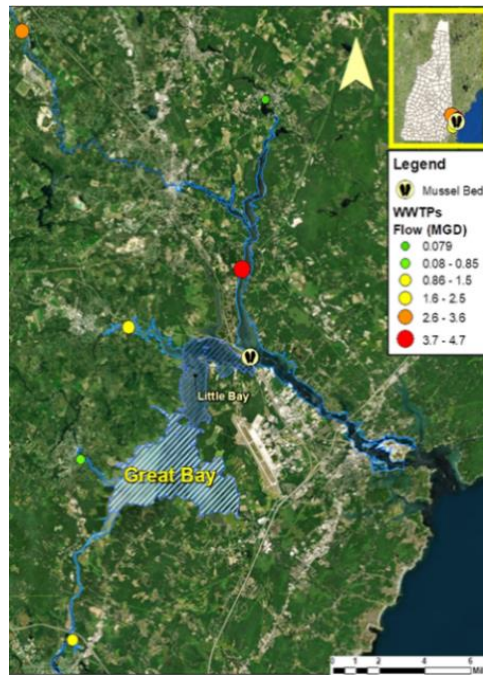 Legend
Mussel Bed
WWTPs
Flow (MGD)
0.079
0.08 - 0.85
0.86 - 1.5
1.6 - 2.5
2.6 - 3.6
3.7 - 4.7
Little Bay
Great Bay
0 1 2 4 6